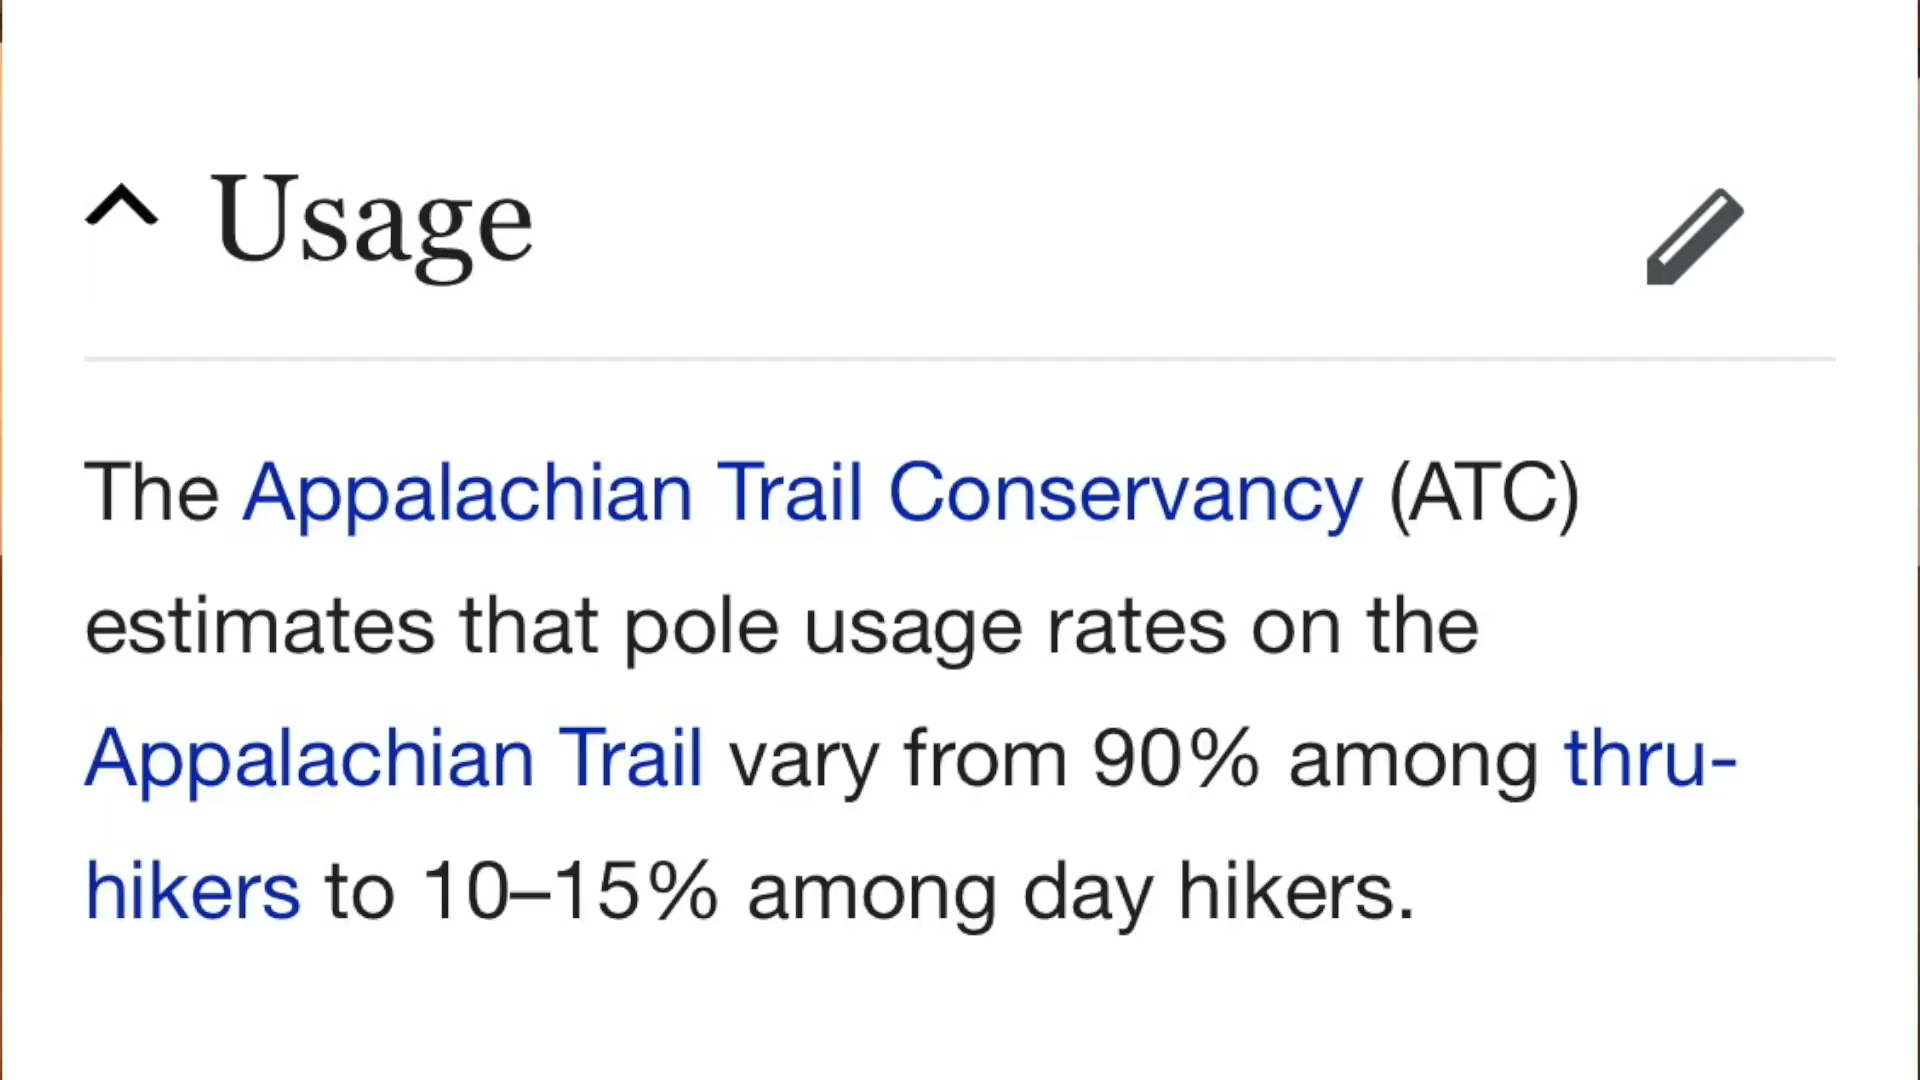 Usage
The Appalachian Trail Conservancy (ATC)
estimates that pole usage rates on the
Appalachian Trail vary from 90% among thru-
hikers to 10–15% among day hikers.